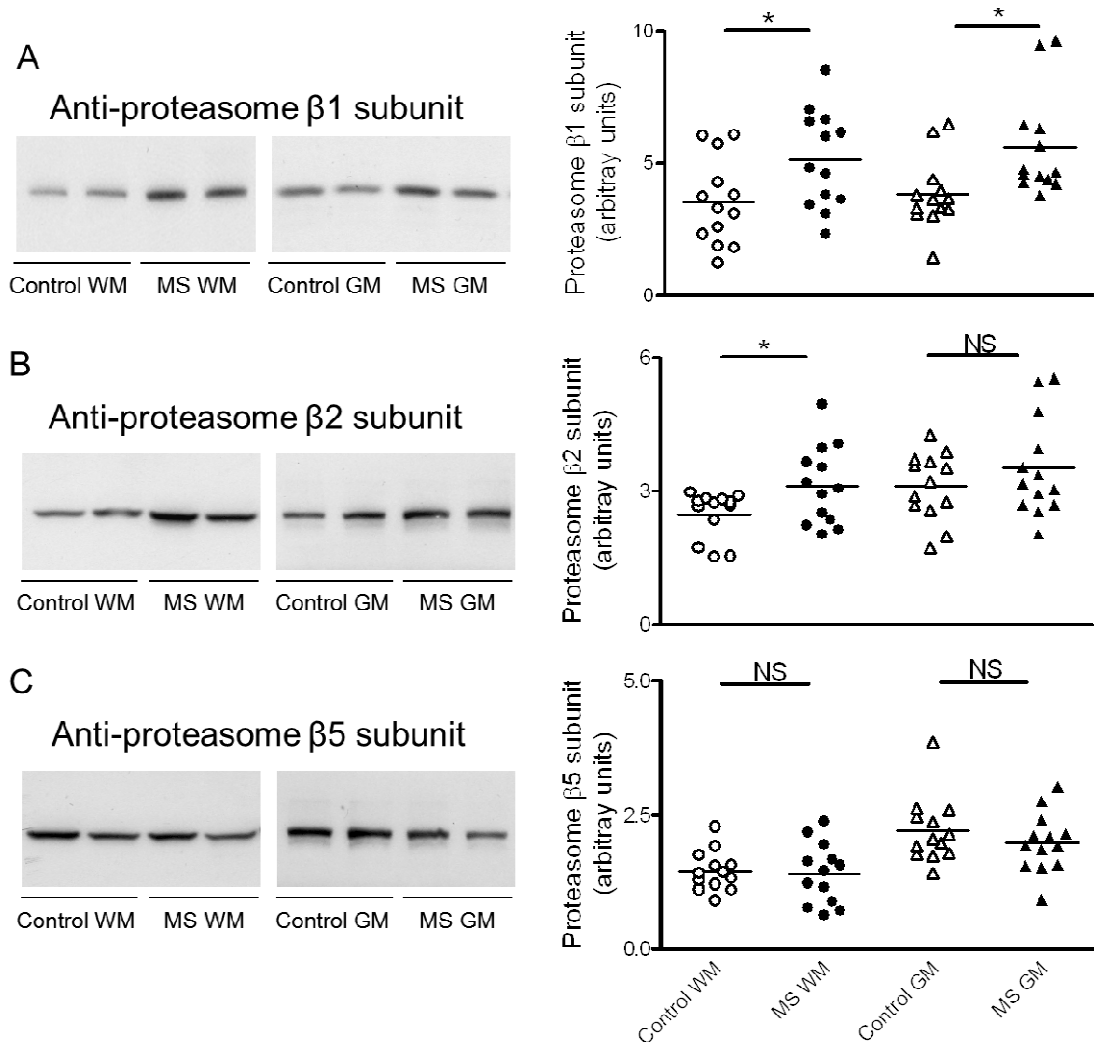 A
Anti-proteasome β1 subunit
Control WM MS WM Control GM MS GM
Proteasome β1 subunit
(arbitray units)
10
5
0
* *
B
Anti-proteasome β2 subunit
Control WM MS WM Control GM MS GM
Proteasome β2 subunit
(arbitray units)
6
3
0
* NS
C
Anti-proteasome β5 subunit
Control WM MS WM Control GM MS GM
Proteasome β5 subunit
(arbitray units)
5.0
2.5
0.0
NS NS
Control WM
MS WM
Control GM
MS GM